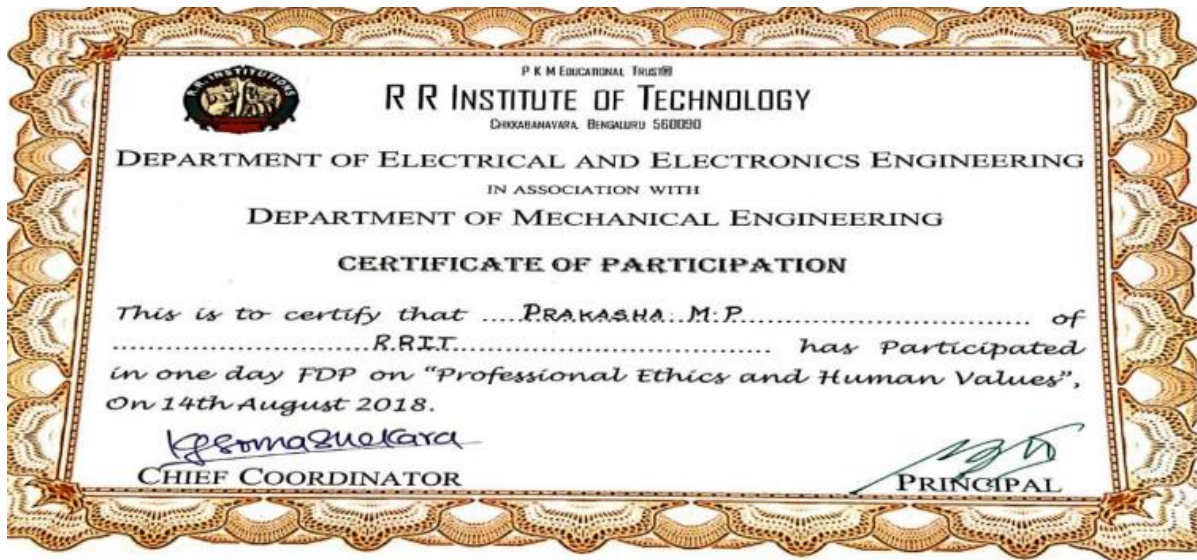 R.R. INSTITUTIONS
P K M EDUCATIONAL TRUST®
R R INSTITUTE OF TECHNOLOGY
CHIKKABANAVARA, BENGALURU 560090
DEPARTMENT OF ELECTRICAL AND ELECTRONICS ENGINEERING
IN ASSOCIATION WITH
DEPARTMENT OF MECHANICAL ENGINEERING
CERTIFICATE OF PARTICIPATION
This is to certify that .....PRAKASHA M.P............ of
............RRIT............ has Participated
in one day FDP on "Professional Ethics and Human Values",
On 14th August 2018.
CHIEF COORDINATOR
PRINCIPAL